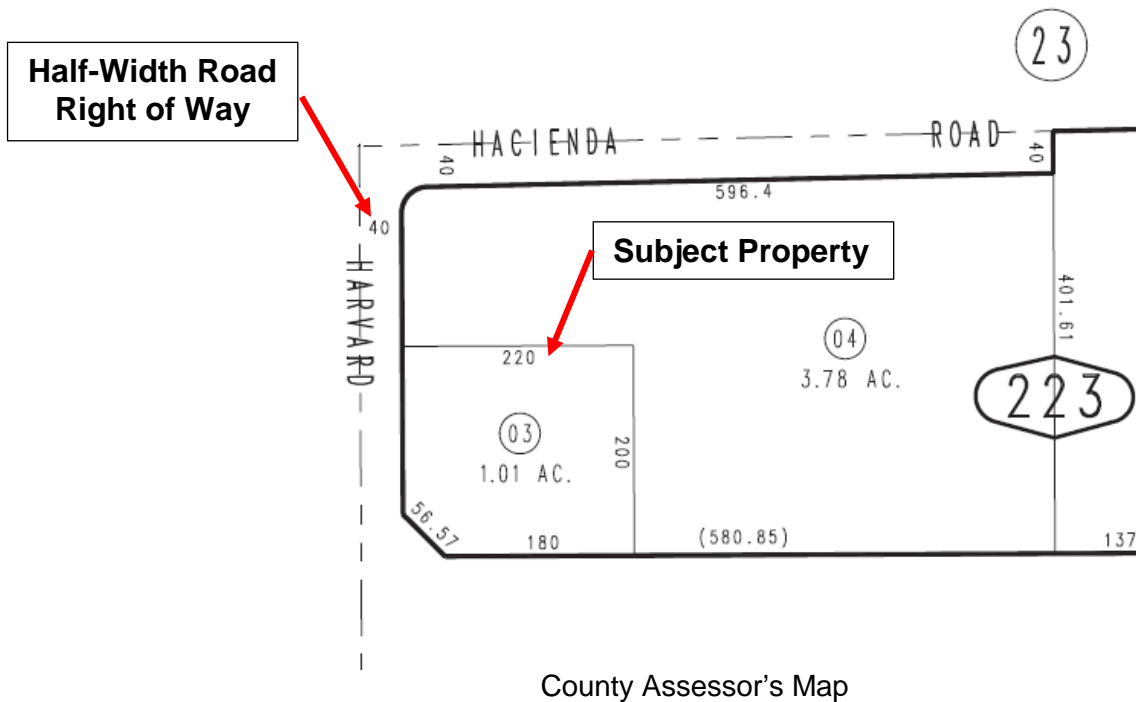 23
Half-Width Road
Right of Way
HACIENDA ROAD
40
40
596.4
40
Subject Property
HARVARD
401.61
220
04
3.78 AC.
223
03
1.01 AC.
200
56.57
180
(580.85)
137
County Assessor's Map